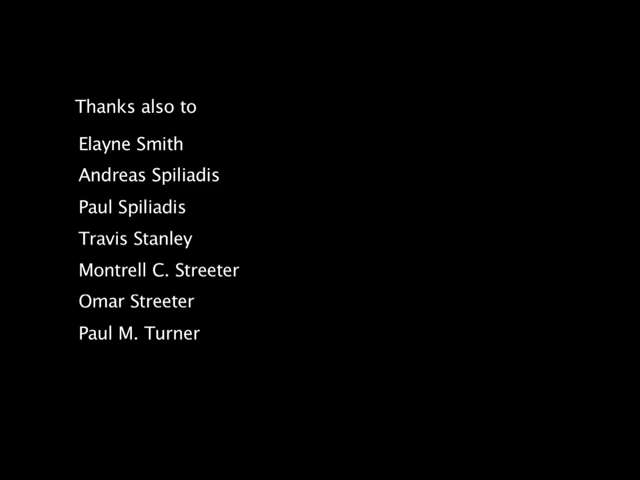 Thanks also to
Elayne Smith
Andreas Spiliadis
Paul Spiliadis
Travis Stanley
Montrell C. Streeter
Omar Streeter
Paul M. Turner